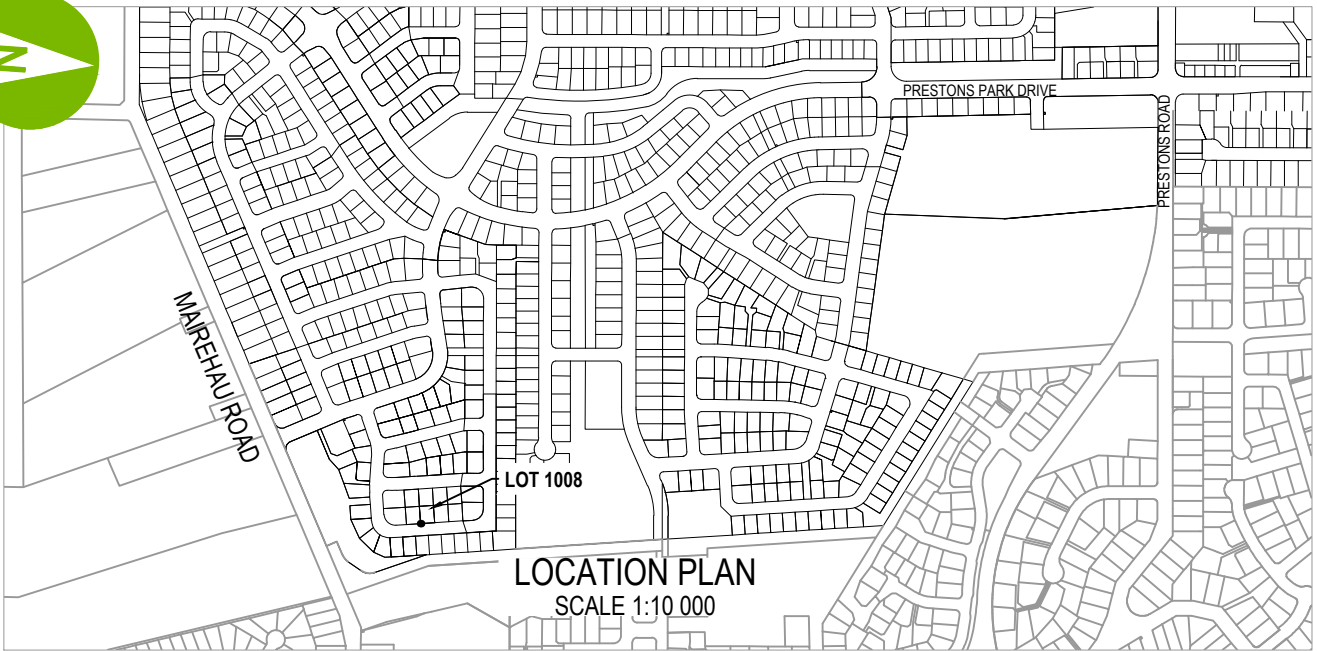 N
PRESTONS PARK DRIVE
PRESTONS ROAD
MAIREHAU ROAD
LOT 1008
LOCATION PLAN
SCALE 1:10 000